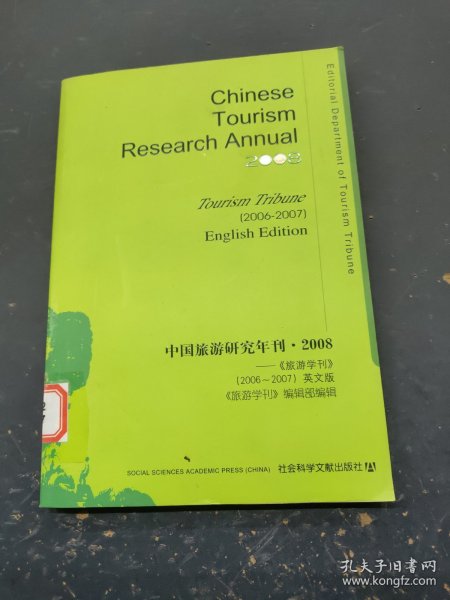 Chinese
Tourism
Research Annual
2008
Tourism Tribune
(2006-2007)
English Edition
Editorial Department of Tourism Tribune
中国旅游研究年刊·2008
——《旅游学刊》
(2006~2007) 英文版
《旅游学刊》编辑部编辑
SOCIAL SCIENCES ACADEMIC PRESS (CHINA) 社会科学文献出版社
孔夫子旧书网
www.kongfz.com